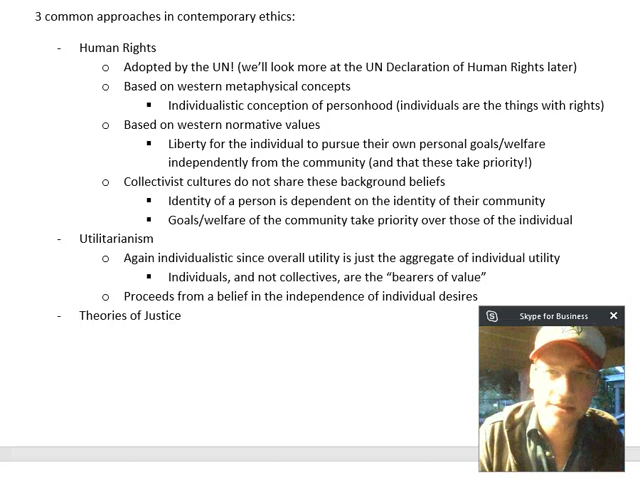 3 common approaches in contemporary ethics:
- Human Rights
o Adopted by the UN! (we’ll look more at the UN Declaration of Human Rights later)
o Based on western metaphysical concepts
▪ Individualistic conception of personhood (individuals are the things with rights)
o Based on western normative values
▪ Liberty for the individual to pursue their own personal goals/welfare
independently from the community (and that these take priority!)
o Collectivist cultures do not share these background beliefs
▪ Identity of a person is dependent on the identity of their community
▪ Goals/welfare of the community take priority over those of the individual
- Utilitarianism
o Again individualistic since overall utility is just the aggregate of individual utility
▪ Individuals, and not collectives, are the “bearers of value”
o Proceeds from a belief in the independence of individual desires
- Theories of Justice
Skype for Business